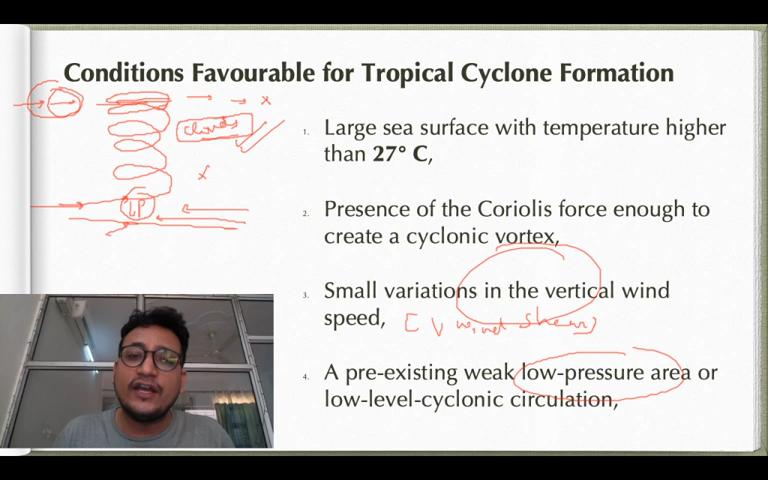 Conditions Favourable for Tropical Cyclone Formation
clouds
LP
1. Large sea surface with temperature higher
than 27° C,
2. Presence of the Coriolis force enough to
create a cyclonic vortex,
3. Small variations in the vertical wind
speed, [V wind shear]
4. A pre-existing weak low-pressure area or
low-level-cyclonic circulation,